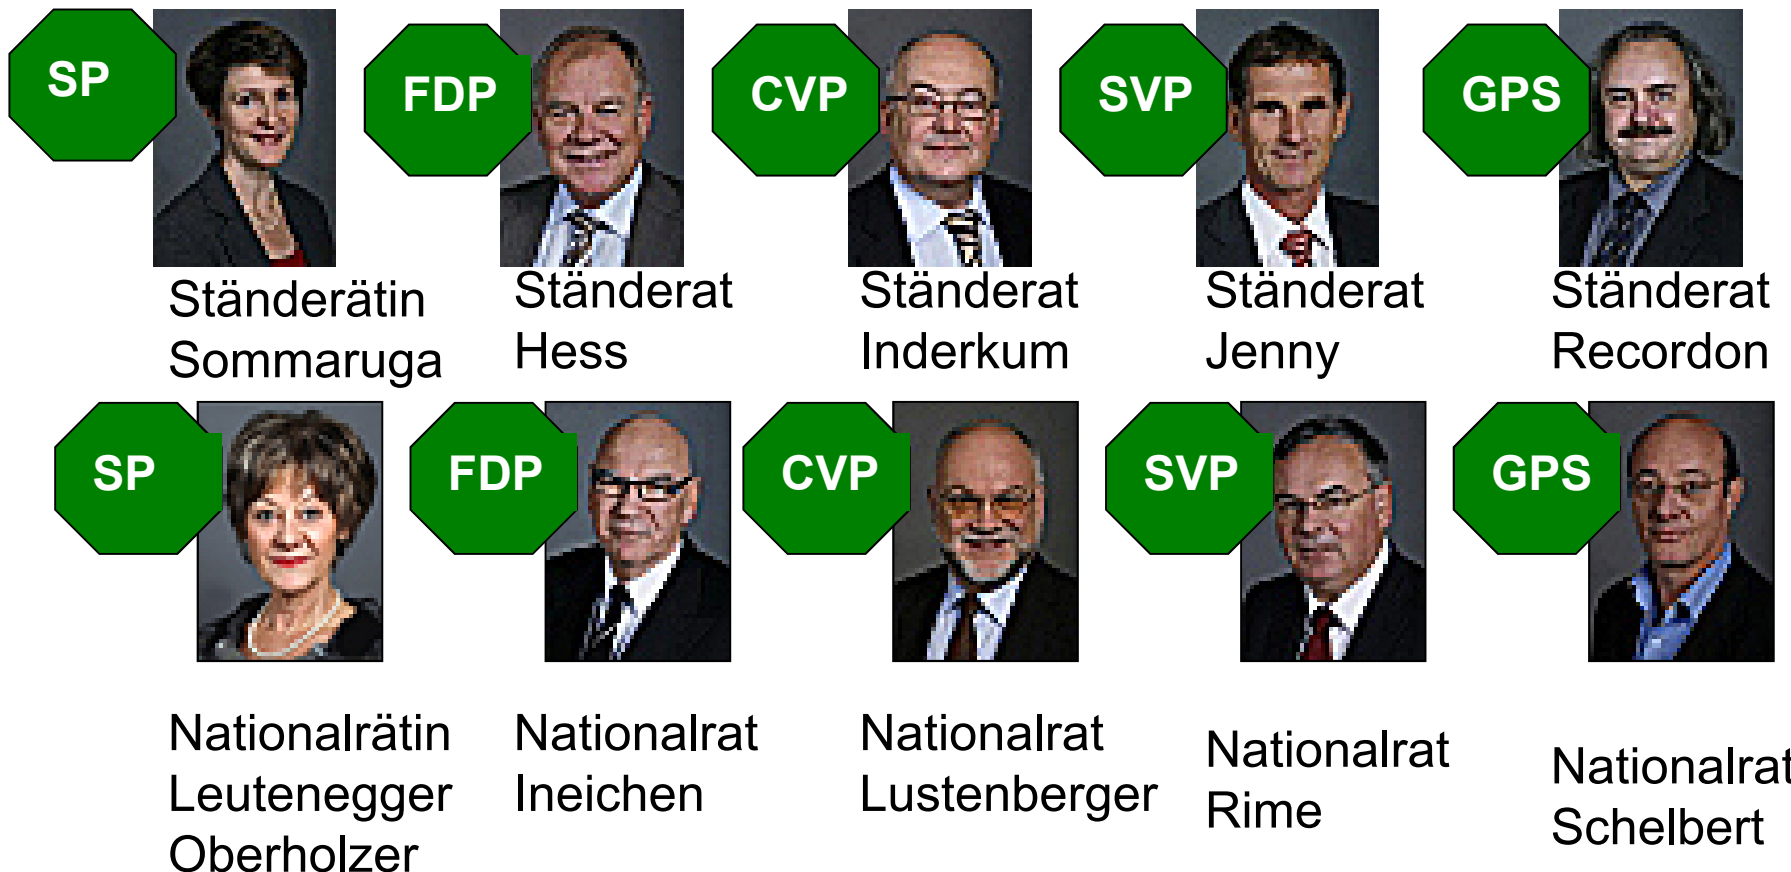 SP
FDP
CVP
SVP
GPS
Ständerätin
Sommaruga
Ständerat
Hess
Ständerat
Inderkum
Ständerat
Jenny
Ständerat
Recordon
SP
FDP
CVP
SVP
GPS
Nationalrätin
Leutenegger
Oberholzer
Nationalrat
Ineichen
Nationalrat
Lustenberger
Nationalrat
Rime
Nationalrat
Schelbert